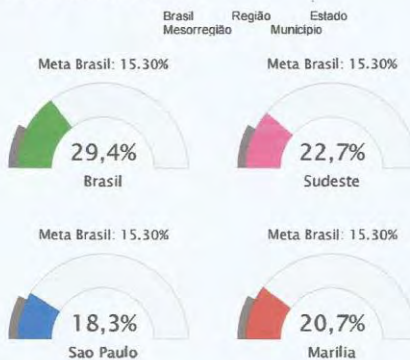 Brasil Região Estado
Mesorregião Município
Meta Brasil: 15.30% Meta Brasil: 15.30%
29,4% 22,7%
Brasil Sudeste
Meta Brasil: 15.30% Meta Brasil: 15.30%
18,3% 20,7%
Sao Paulo Marilia